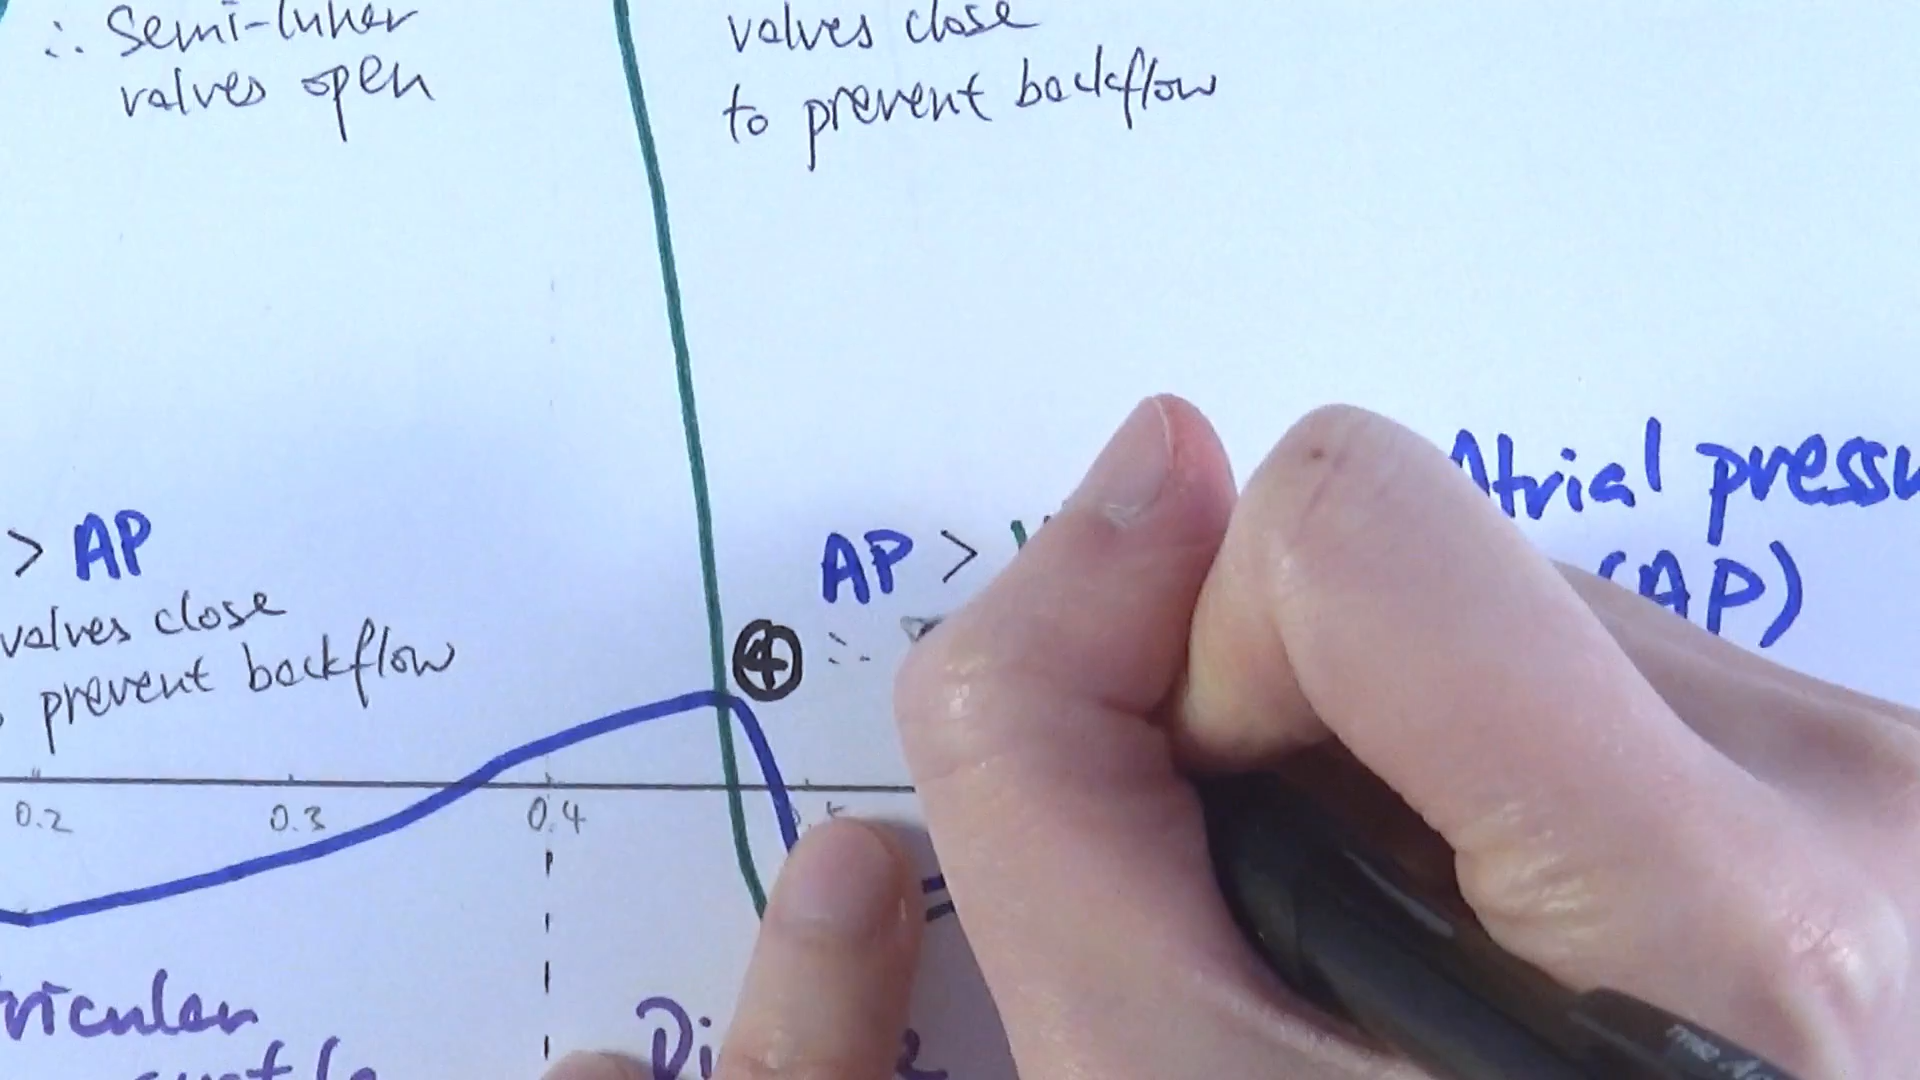 ∴ Semi-lunar
valves open
valves close
to prevent backflow
> AP
valves close
prevent backflow
AP >
④ ∴
Atrial pressu
(AP)
0.2 0.3 0.4